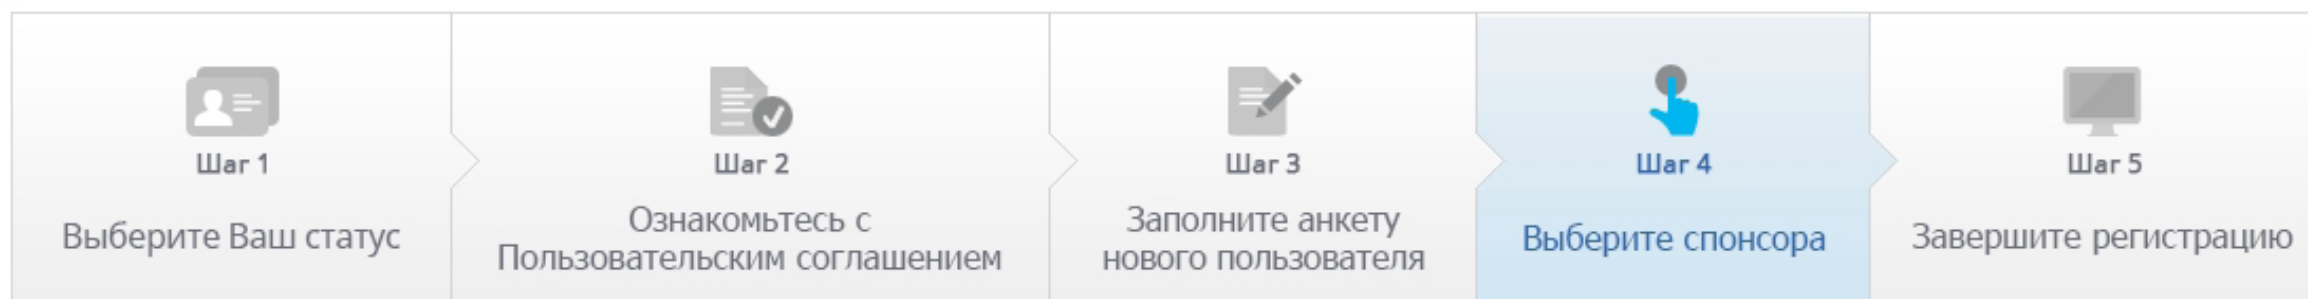 Шаг 1
Выберите Ваш статус
Шаг 2
Ознакомьтесь с
Пользовательским соглашением
Шаг 3
Заполните анкету
нового пользователя
Шаг 4
Выберите спонсора
Шаг 5
Завершите регистрацию